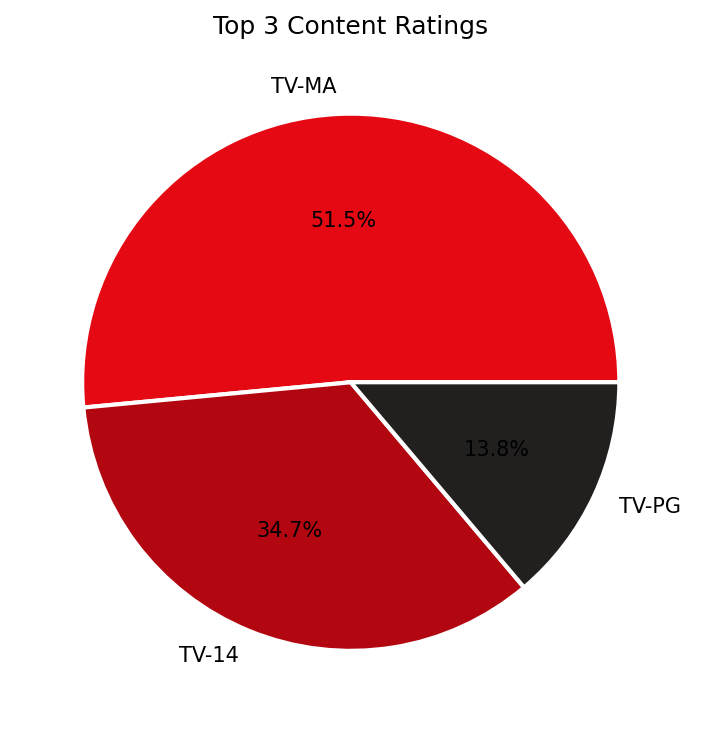 Top 3 Content Ratings
TV-MA
51.5%
13.8%
TV-PG
34.7%
TV-14